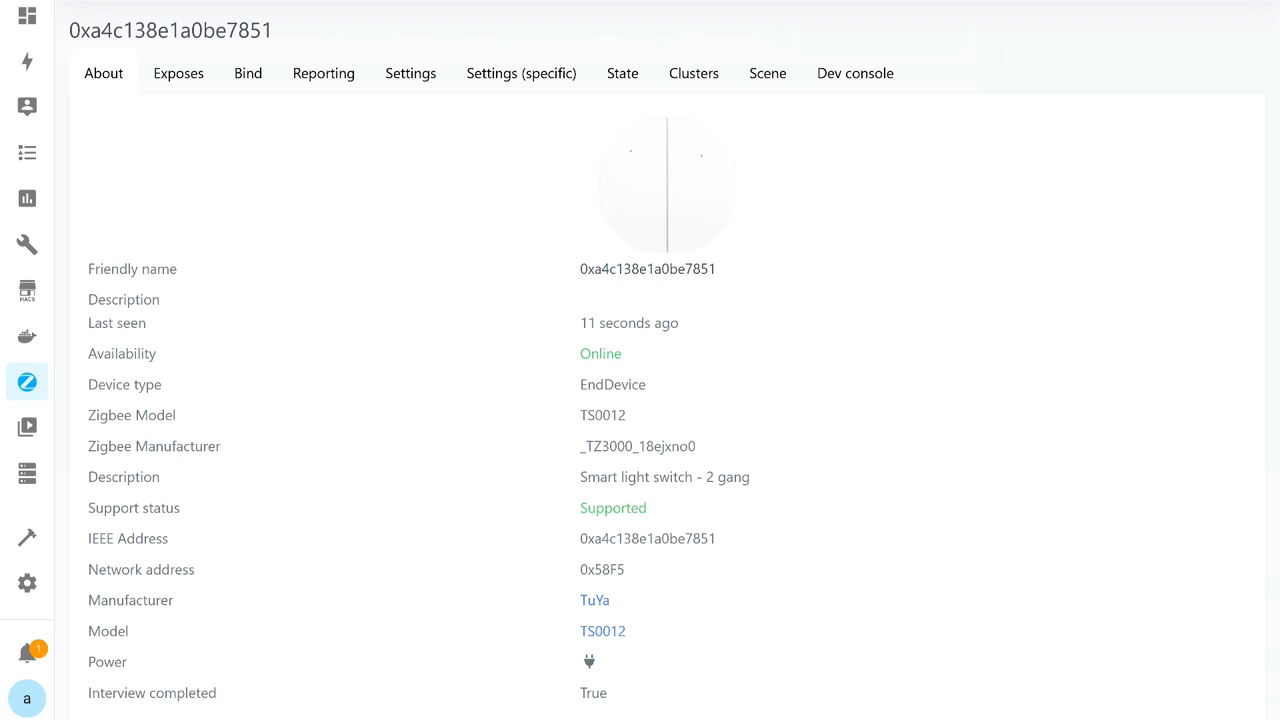 0xa4c138e1a0be7851
About Exposes Bind Reporting Settings Settings (specific) State Clusters Scene Dev console
Friendly name 0xa4c138e1a0be7851
Description
Last seen 11 seconds ago
Availability Online
Device type EndDevice
Zigbee Model TS0012
Zigbee Manufacturer _TZ3000_18ejxno0
Description Smart light switch - 2 gang
Support status Supported
IEEE Address 0xa4c138e1a0be7851
Network address 0x58F5
Manufacturer TuYa
Model TS0012
Power
Interview completed True
HACS
1
a